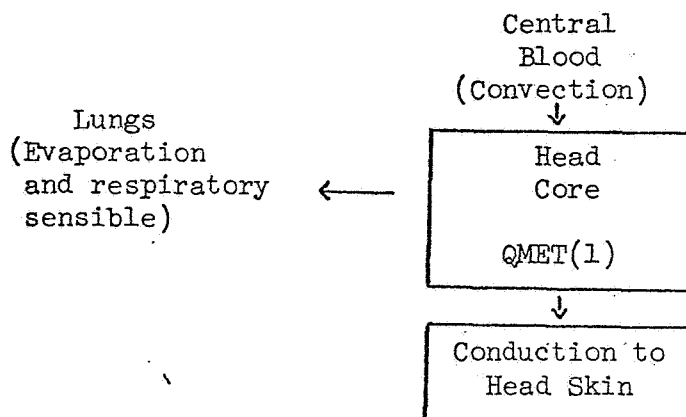 Central
Blood
(Convection)
Lungs
(Evaporation
and respiratory
sensible)
Head
Core
QMET(1)
Conduction to
Head Skin